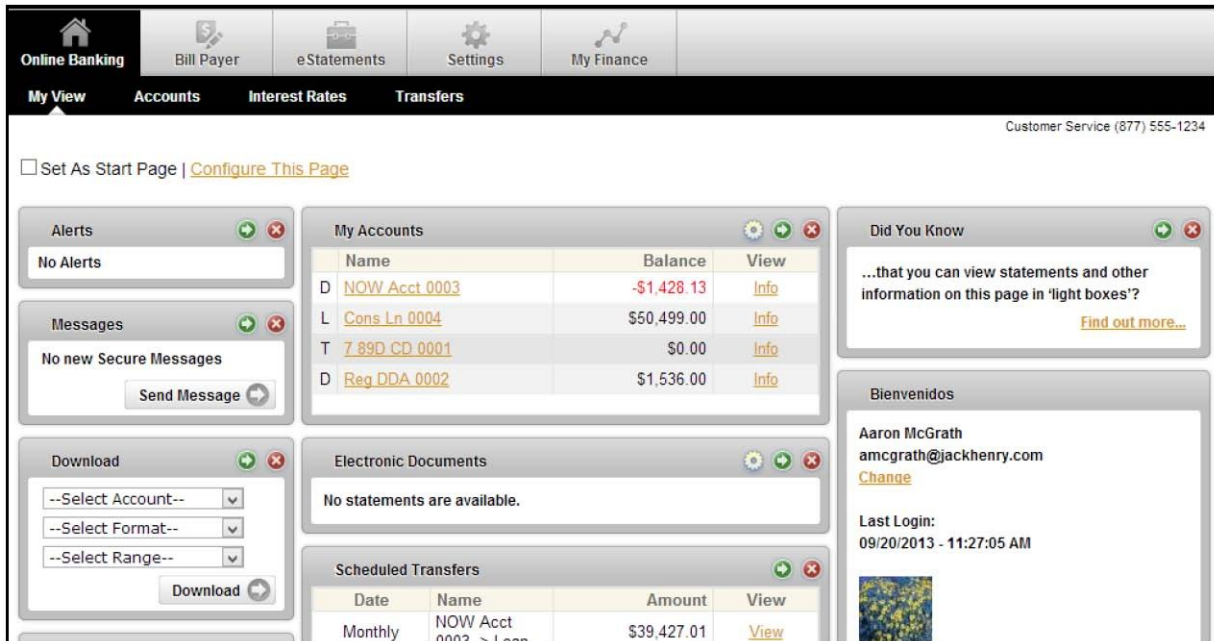 Online Banking
Bill Payer
eStatements
Settings
My Finance
My View
Accounts
Interest Rates
Transfers
Customer Service (877) 555-1234
Set As Start Page | Configure This Page
Alerts
No Alerts
Messages
No new Secure Messages
Send Message
Download
--Select Account--
--Select Format--
--Select Range--
Download
My Accounts
Name Balance View
D NOW Acct 0003 -$1,428.13 Info
L Cons Ln 0004 $50,499.00 Info
T 7 89D CD 0001 $0.00 Info
D Reg DDA 0002 $1,536.00 Info
Electronic Documents
No statements are available.
Scheduled Transfers
Date Name Amount View
Monthly NOW Acct $39,427.01 View
0003 -> Loan
Did You Know
...that you can view statements and other
information on this page in ‘light boxes’?
Find out more...
Bienvenidos
Aaron McGrath
amcgrath@jackhenry.com
Change
Last Login:
09/20/2013 - 11:27:05 AM